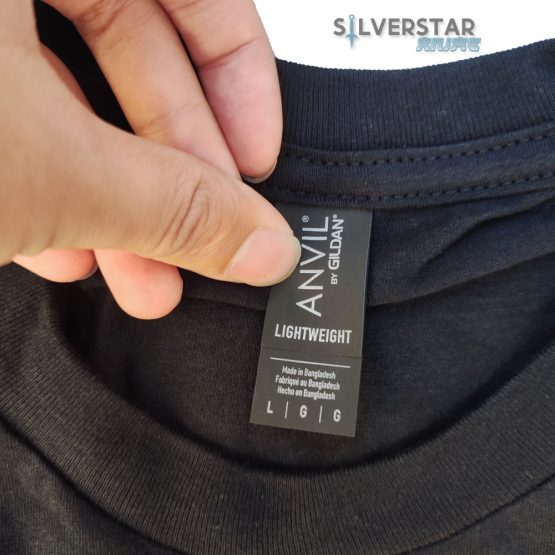 SILVERSTAR
ANIME
ANVIL®
BY GILDAN®
LIGHTWEIGHT
Made in Bangladesh
Fabriqué au Bangladesh
Hecho en Bangladesh
L | G | G